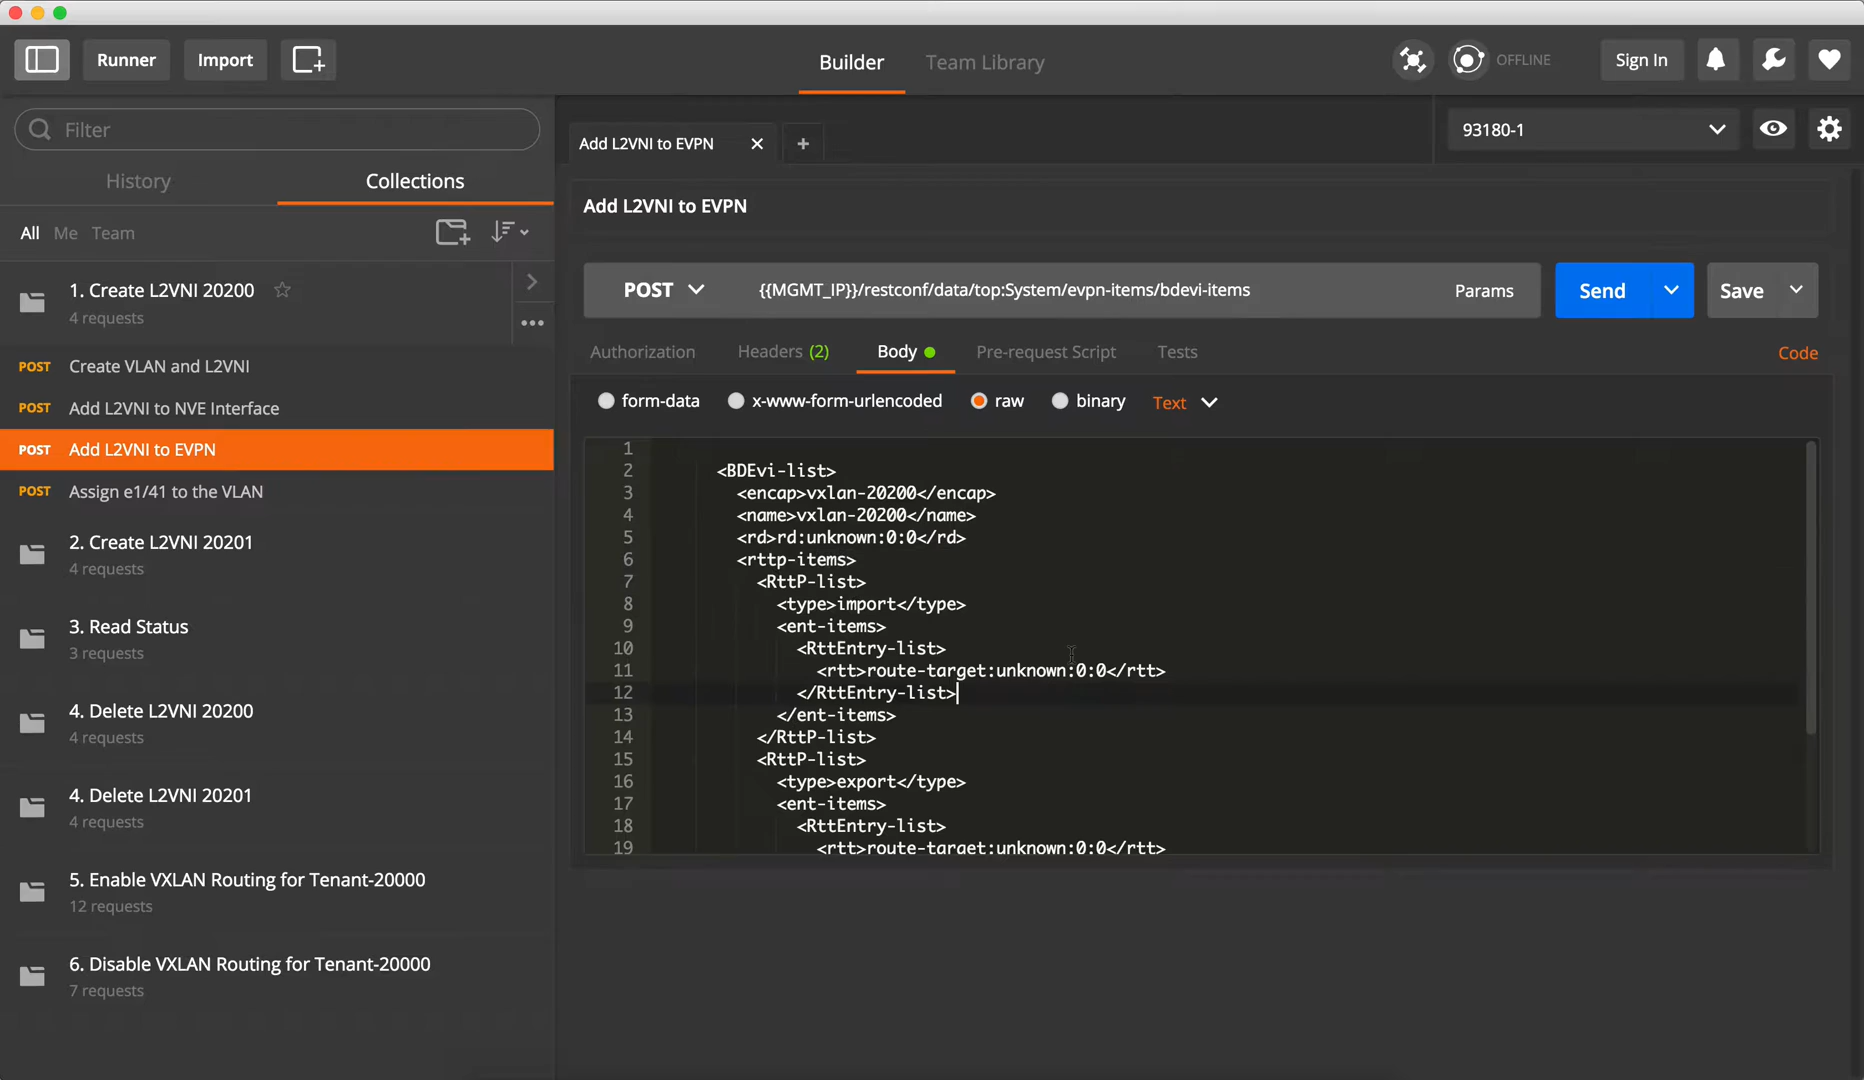 Runner
Import
Builder
Team Library
OFFLINE
Sign In
Filter
History
Collections
All Me Team
1. Create L2VNI 20200
4 requests
POST Create VLAN and L2VNI
POST Add L2VNI to NVE Interface
POST Add L2VNI to EVPN
POST Assign e1/41 to the VLAN
2. Create L2VNI 20201
4 requests
3. Read Status
3 requests
4. Delete L2VNI 20200
4 requests
4. Delete L2VNI 20201
4 requests
5. Enable VXLAN Routing for Tenant-20000
12 requests
6. Disable VXLAN Routing for Tenant-20000
7 requests
Add L2VNI to EVPN
93180-1
Add L2VNI to EVPN
POST {{MGMT_IP}}/restconf/data/top:System/evpn-items/bdevi-items Params Send Save
Authorization Headers (2) Body Pre-request Script Tests Code
form-data x-www-form-urlencoded raw binary Text
1
2 <BDEvi-list>
3 <encap>vxlan-20200</encap>
4 <name>vxlan-20200</name>
5 <rd>rd:unknown:0:0</rd>
6 <rttp-items>
7 <RttP-list>
8 <type>import</type>
9 <ent-items>
10 <RttEntry-list>
11 <rtt>route-target:unknown:0:0</rtt>
12 </RttEntry-list>
13 </ent-items>
14 </RttP-list>
15 <RttP-list>
16 <type>export</type>
17 <ent-items>
18 <RttEntry-list>
19 <rtt>route-target:unknown:0:0</rtt>